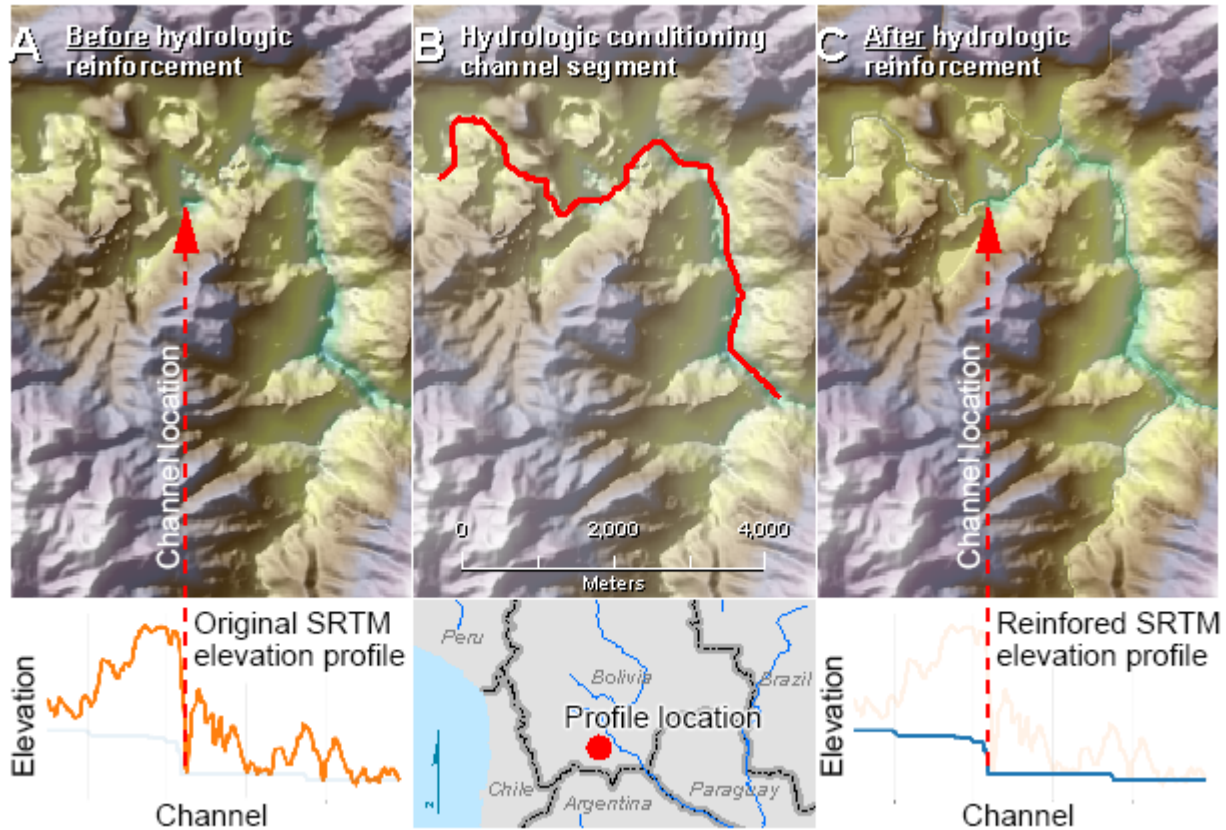 A
Before hydrologic
reinforcement
B
Hydrologic conditioning
channel segment
C
After hydrologic
reinforcement
Channel location
Channel location
0
2,000
4,000
Meters
Original SRTM
elevation profile
Elevation
Channel
Peru
Bolivia
Brazil
Profile location
Chile
Argentina
Paraguay
N
Reinfored SRTM
elevation profile
Elevation
Channel